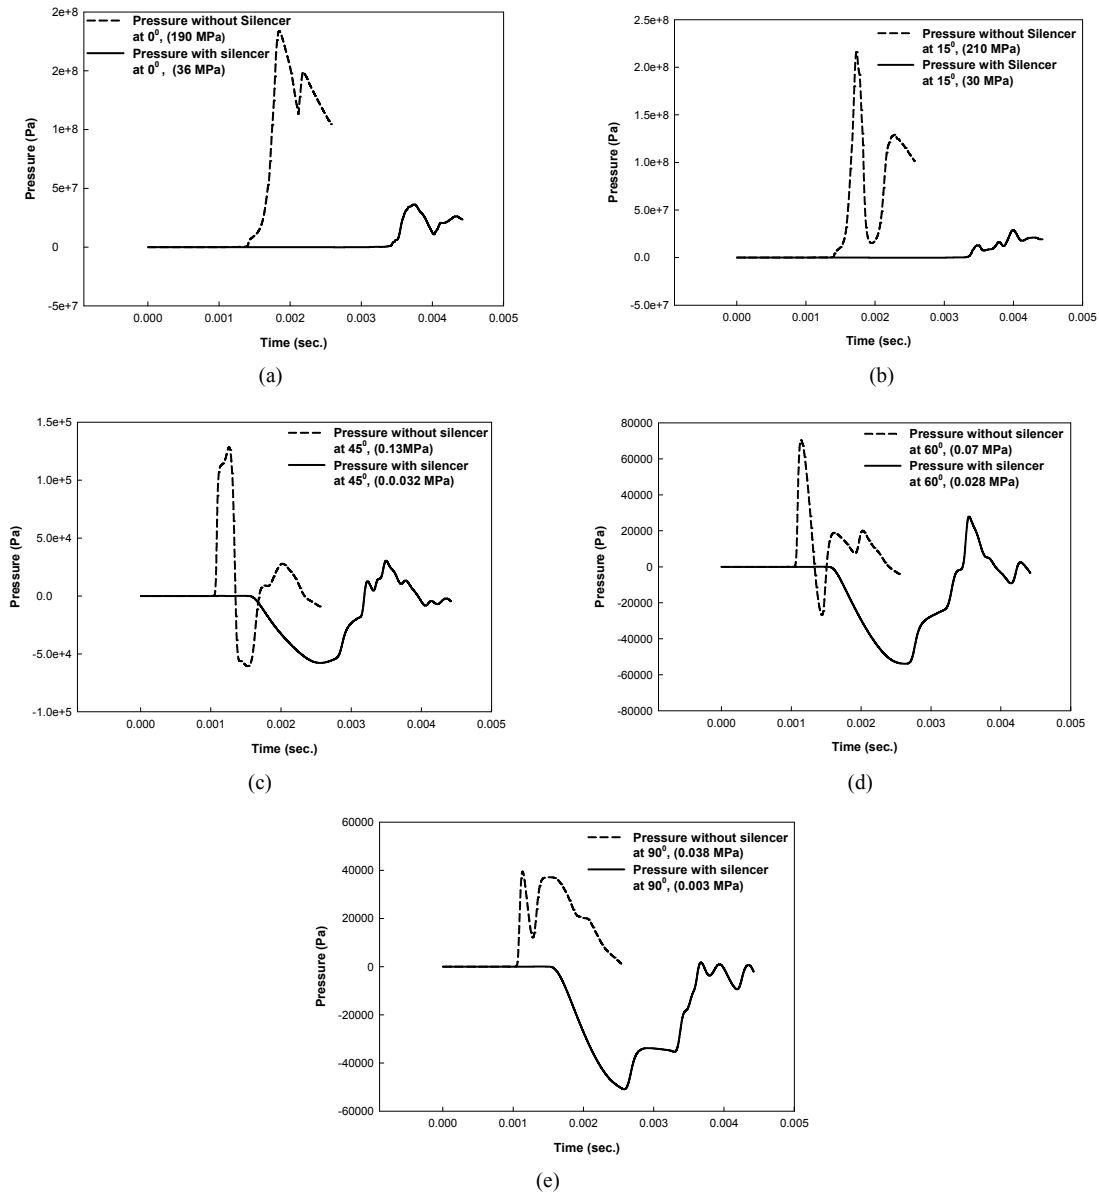 2e+8
2e+8
1e+8
5e+7
0
-5e+7
Pressure (Pa)
Pressure without Silencer
at 0⁰, (190 MPa)
Pressure with silencer
at 0⁰ , (36 MPa)
0.000 0.001 0.002 0.003 0.004 0.005
Time (sec.)
(a)
2.5e+8
2.0e+8
1.5e+8
1.0e+8
5.0e+7
0.0
-5.0e+7
Pressure (Pa)
Pressure without Silencer
at 15⁰, (210 MPa)
Pressure with Silencer
at 15⁰, (30 MPa)
0.000 0.001 0.002 0.003 0.004 0.005
Time (sec.)
(b)
1.5e+5
1.0e+5
5.0e+4
0.0
-5.0e+4
-1.0e+5
Pressure (Pa)
Pressure without silencer
at 45⁰, (0.13MPa)
Pressure with silencer
at 45⁰, (0.0.032 MPa)
0.000 0.001 0.002 0.003 0.004 0.005
Time (sec.)
(c)
80000
60000
40000
20000
0
-20000
-40000
-60000
-80000
Pressure (Pa)
Pressure without silencer
at 60⁰, (0.07 MPa)
Pressure with silencer
at 60⁰, (0.028 MPa)
0.000 0.001 0.002 0.003 0.004 0.005
Time (sec.)
(d)
60000
40000
20000
0
-20000
-40000
-60000
Pressure (Pa)
Pressure without silencer
at 90⁰, (0.038 MPa)
Pressure with silencer
at 90⁰, (0.003 MPa)
0.000 0.001 0.002 0.003 0.004 0.005
Time (sec.)
(e)